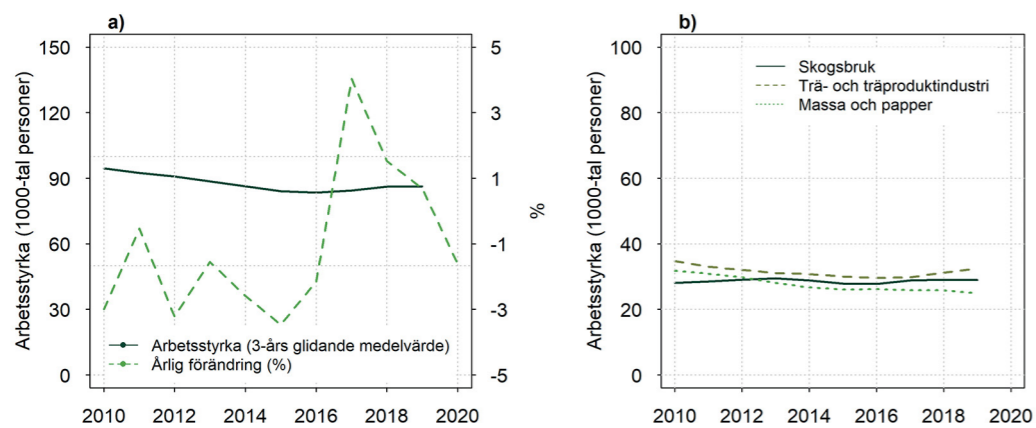 a)
150
120
90
60
30
0
Arbetsstyrka (1000-tal personer)
5
3
1
-1
-3
-5
%
Arbetsstyrka (3-års glidande medelvärde)
Årlig förändring (%)
2010 2012 2014 2016 2018 2020
b)
100
80
60
40
20
0
Arbetsstyrka (1000-tal personer)
Skogsbruk
Trä- och träproduktindustri
Massa och papper
2010 2012 2014 2016 2018 2020